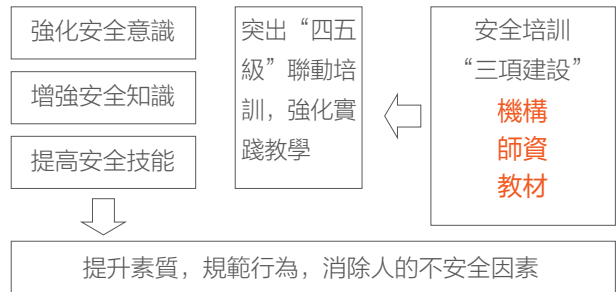 強化安全意識
增強安全知識
提高安全技能
突出“四五
級”聯動培
訓，強化實
踐教學
安全培訓
“三項建設”
機構
師資
教材
提升素質，規範行為，消除人的不安全因素